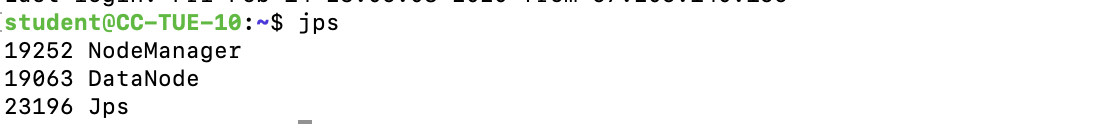 student@CC-TUE-10:~$ jps
19252 NodeManager
19063 DataNode
23196 Jps